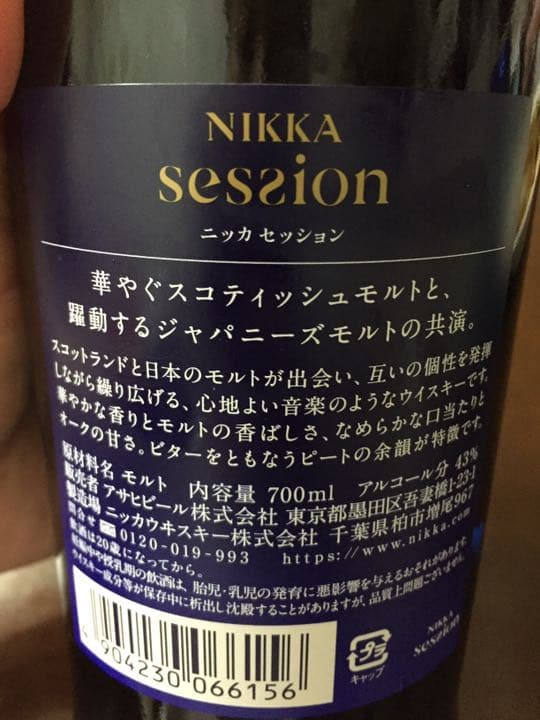 NIKKA
session
ニッカ セッション
華やぐスコティッシュモルトと、
躍動するジャパニーズモルトの共演。
スコットランドと日本のモルトが出会い、互いの個性を発揮
しながら繰り広げる、心地よい音楽のようなウイスキーです。
華やかな香りとモルトの香ばしさ、なめらかな口当たりと
オークの甘さ。ビターをともなうピートの余韻が特徴です。
原材料名 モルト 内容量 700ml アルコール分 43%
販売者 アサヒビール株式会社 東京都墨田区吾妻橋1-23-1
製造場 ニッカウヰスキー株式会社 千葉県柏市増尾967
問合せ 0120-019-993 https://www.nikka.com
飲酒は20歳になってから。
妊娠中や授乳期の飲酒は、胎児・乳児の発育に悪影響を与えるおそれがあります。
ウイスキー成分等が保存中に析出し沈殿することがありますが、品質上問題ございません。
4 904230 066156
プラ
キャップ
NIKKA
session